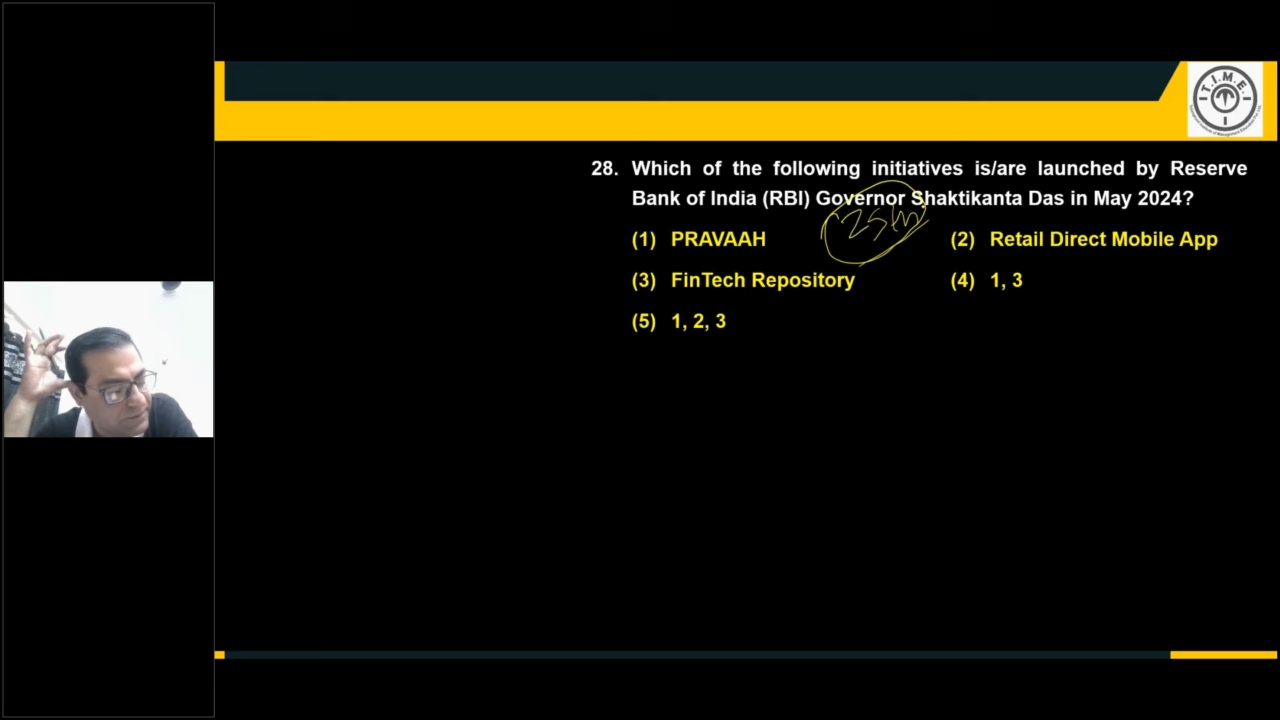 T.I.M.E.
28. Which of the following initiatives is/are launched by Reserve
Bank of India (RBI) Governor Shaktikanta Das in May 2024?
25th
(1) PRAVAAH (2) Retail Direct Mobile App
(3) FinTech Repository (4) 1, 3
(5) 1, 2, 3